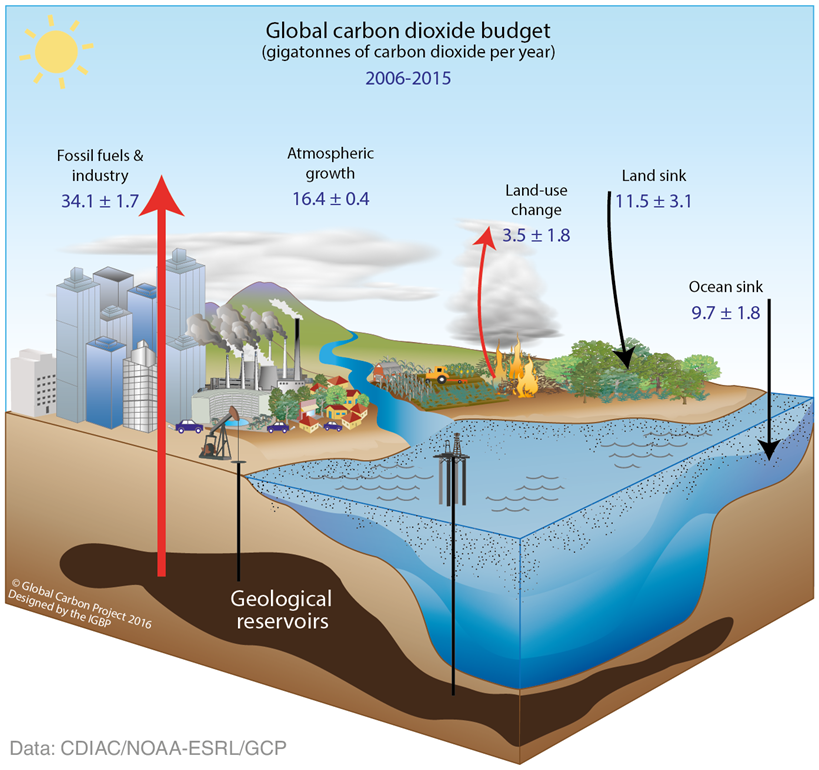 Global carbon dioxide budget
(gigatonnes of carbon dioxide per year)
2006-2015
Fossil fuels &
industry
34.1 ± 1.7
Atmospheric
growth
16.4 ± 0.4
Land-use
change
3.5 ± 1.8
Land sink
11.5 ± 3.1
Ocean sink
9.7 ± 1.8
Geological
reservoirs
© Global Carbon Project 2016
Designed by the IGBP
Data: CDIAC/NOAA-ESRL/GCP